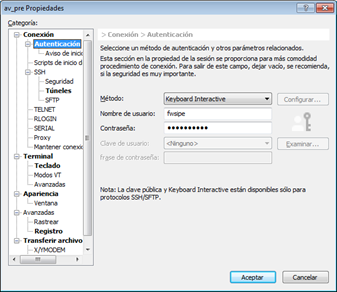 av_pre Propiedades
Categoría:
Conexión
Autenticación
Aviso de inicio
Scripts de inicio d
SSH
Seguridad
Túneles
SFTP
TELNET
RLOGIN
SERIAL
Proxy
Mantener conexió
Terminal
Teclado
Modos VT
Avanzadas
Apariencia
Ventana
Avanzadas
Rastrear
Registro
Transferir archivo
X/YMODEM
> Conexión > Autenticación
Seleccione un método de autenticación y otros parámetros relacionados.
Esta sección en la propiedad de la sesión se proporciona para más comodidad
procedimiento de conexión. Para salir de este campo, dejar vacío, se recomienda,
si la seguridad es muy importante.
Método: Keyboard Interactive Configurar...
Nombre de usuario: fwsipe
Contraseña: ●●●●●●●●●●
Clave de usuario: <Ninguno> Examinar...
frase de contraseña:
Nota: La clave pública y Keyboard Interactive están disponibles sólo para
protocolos SSH/SFTP.
Aceptar Cancelar